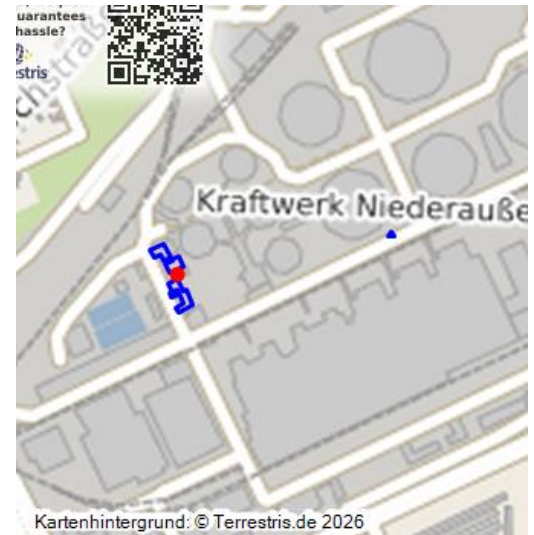 uarantees
hassle?
estris
Kraftwerk Niederauße
Kartenhintergrund: © Terrestris.de 2026